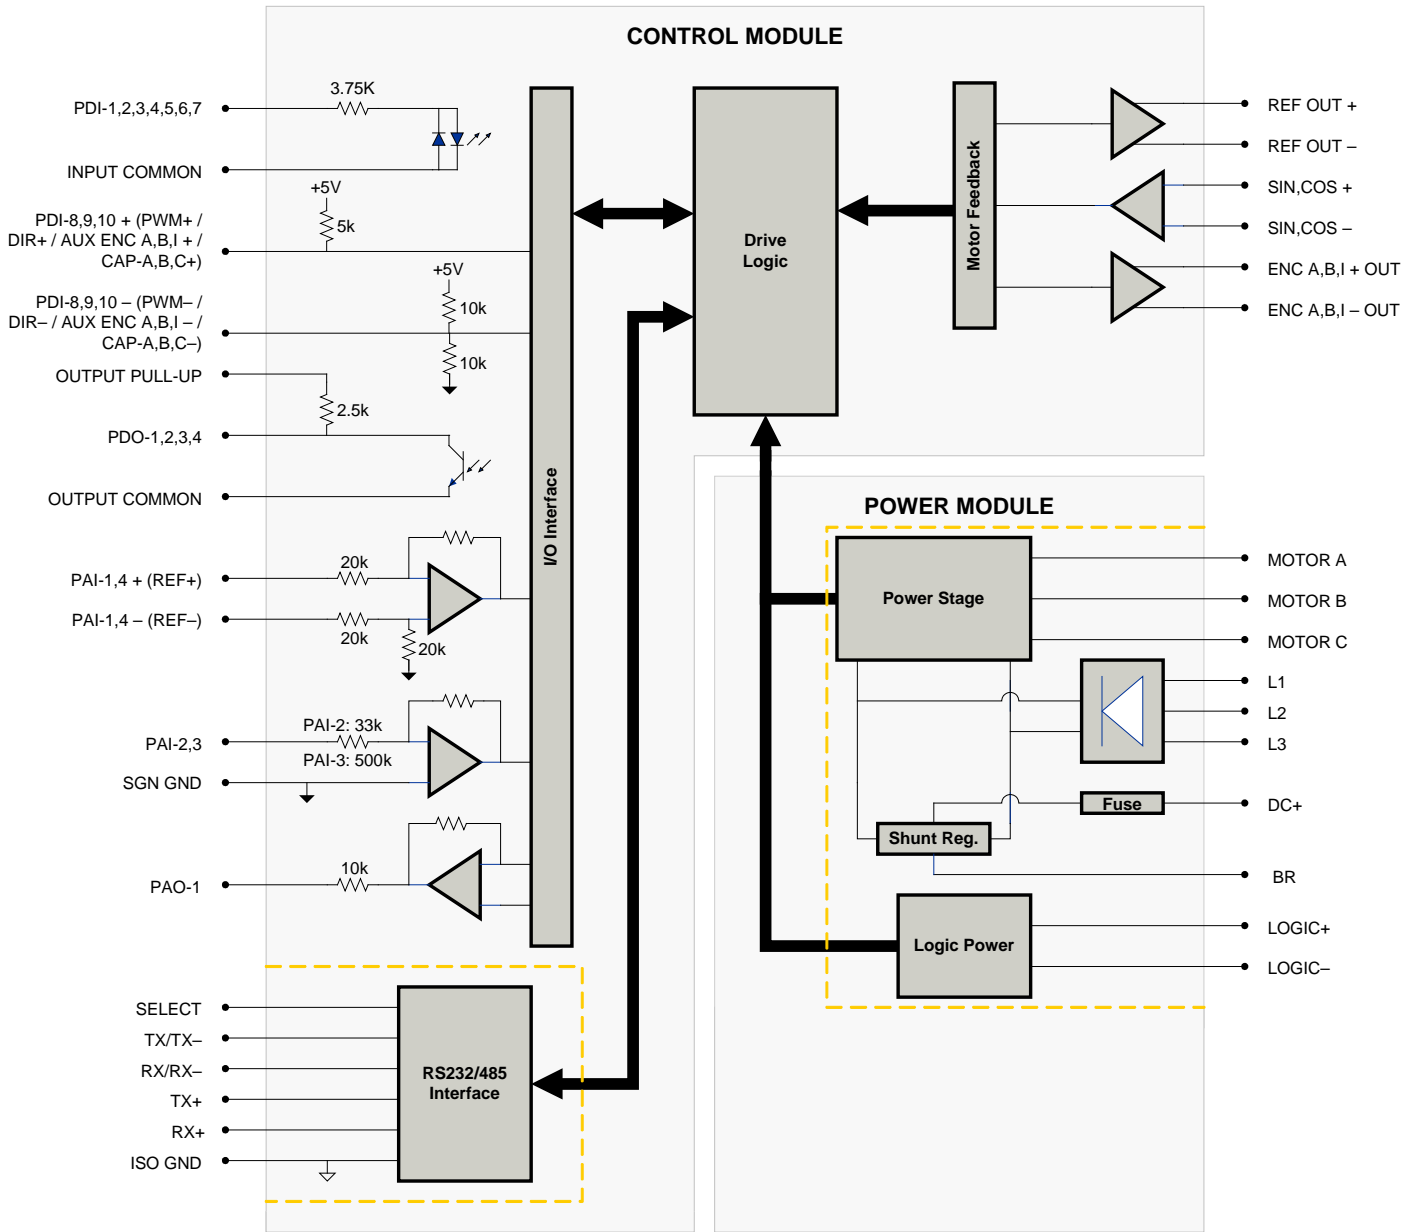 CONTROL MODULE
PDI-1,2,3,4,5,6,7
3.75K
INPUT COMMON
+5V
PDI-8,9,10 + (PWM+ /
DIR+ / AUX ENC A,B,I + /
CAP-A,B,C+)
5k
+5V
PDI-8,9,10 – (PWM– /
DIR– / AUX ENC A,B,I – /
CAP-A,B,C–)
10k
10k
OUTPUT PULL-UP
2.5k
PDO-1,2,3,4
OUTPUT COMMON
PAI-1,4 + (REF+)
20k
PAI-1,4 – (REF–)
20k
20k
PAI-2: 33k
PAI-2,3
PAI-3: 500k
SGN GND
10k
PAO-1
I/O Interface
Drive
Logic
Motor Feedback
REF OUT +
REF OUT –
SIN,COS +
SIN,COS –
ENC A,B,I + OUT
ENC A,B,I – OUT
SELECT
TX/TX–
RX/RX–
TX+
RX+
ISO GND
RS232/485
Interface
POWER MODULE
Power Stage
MOTOR A
MOTOR B
MOTOR C
L1
L2
L3
Fuse
DC+
Shunt Reg.
BR
Logic Power
LOGIC+
LOGIC–